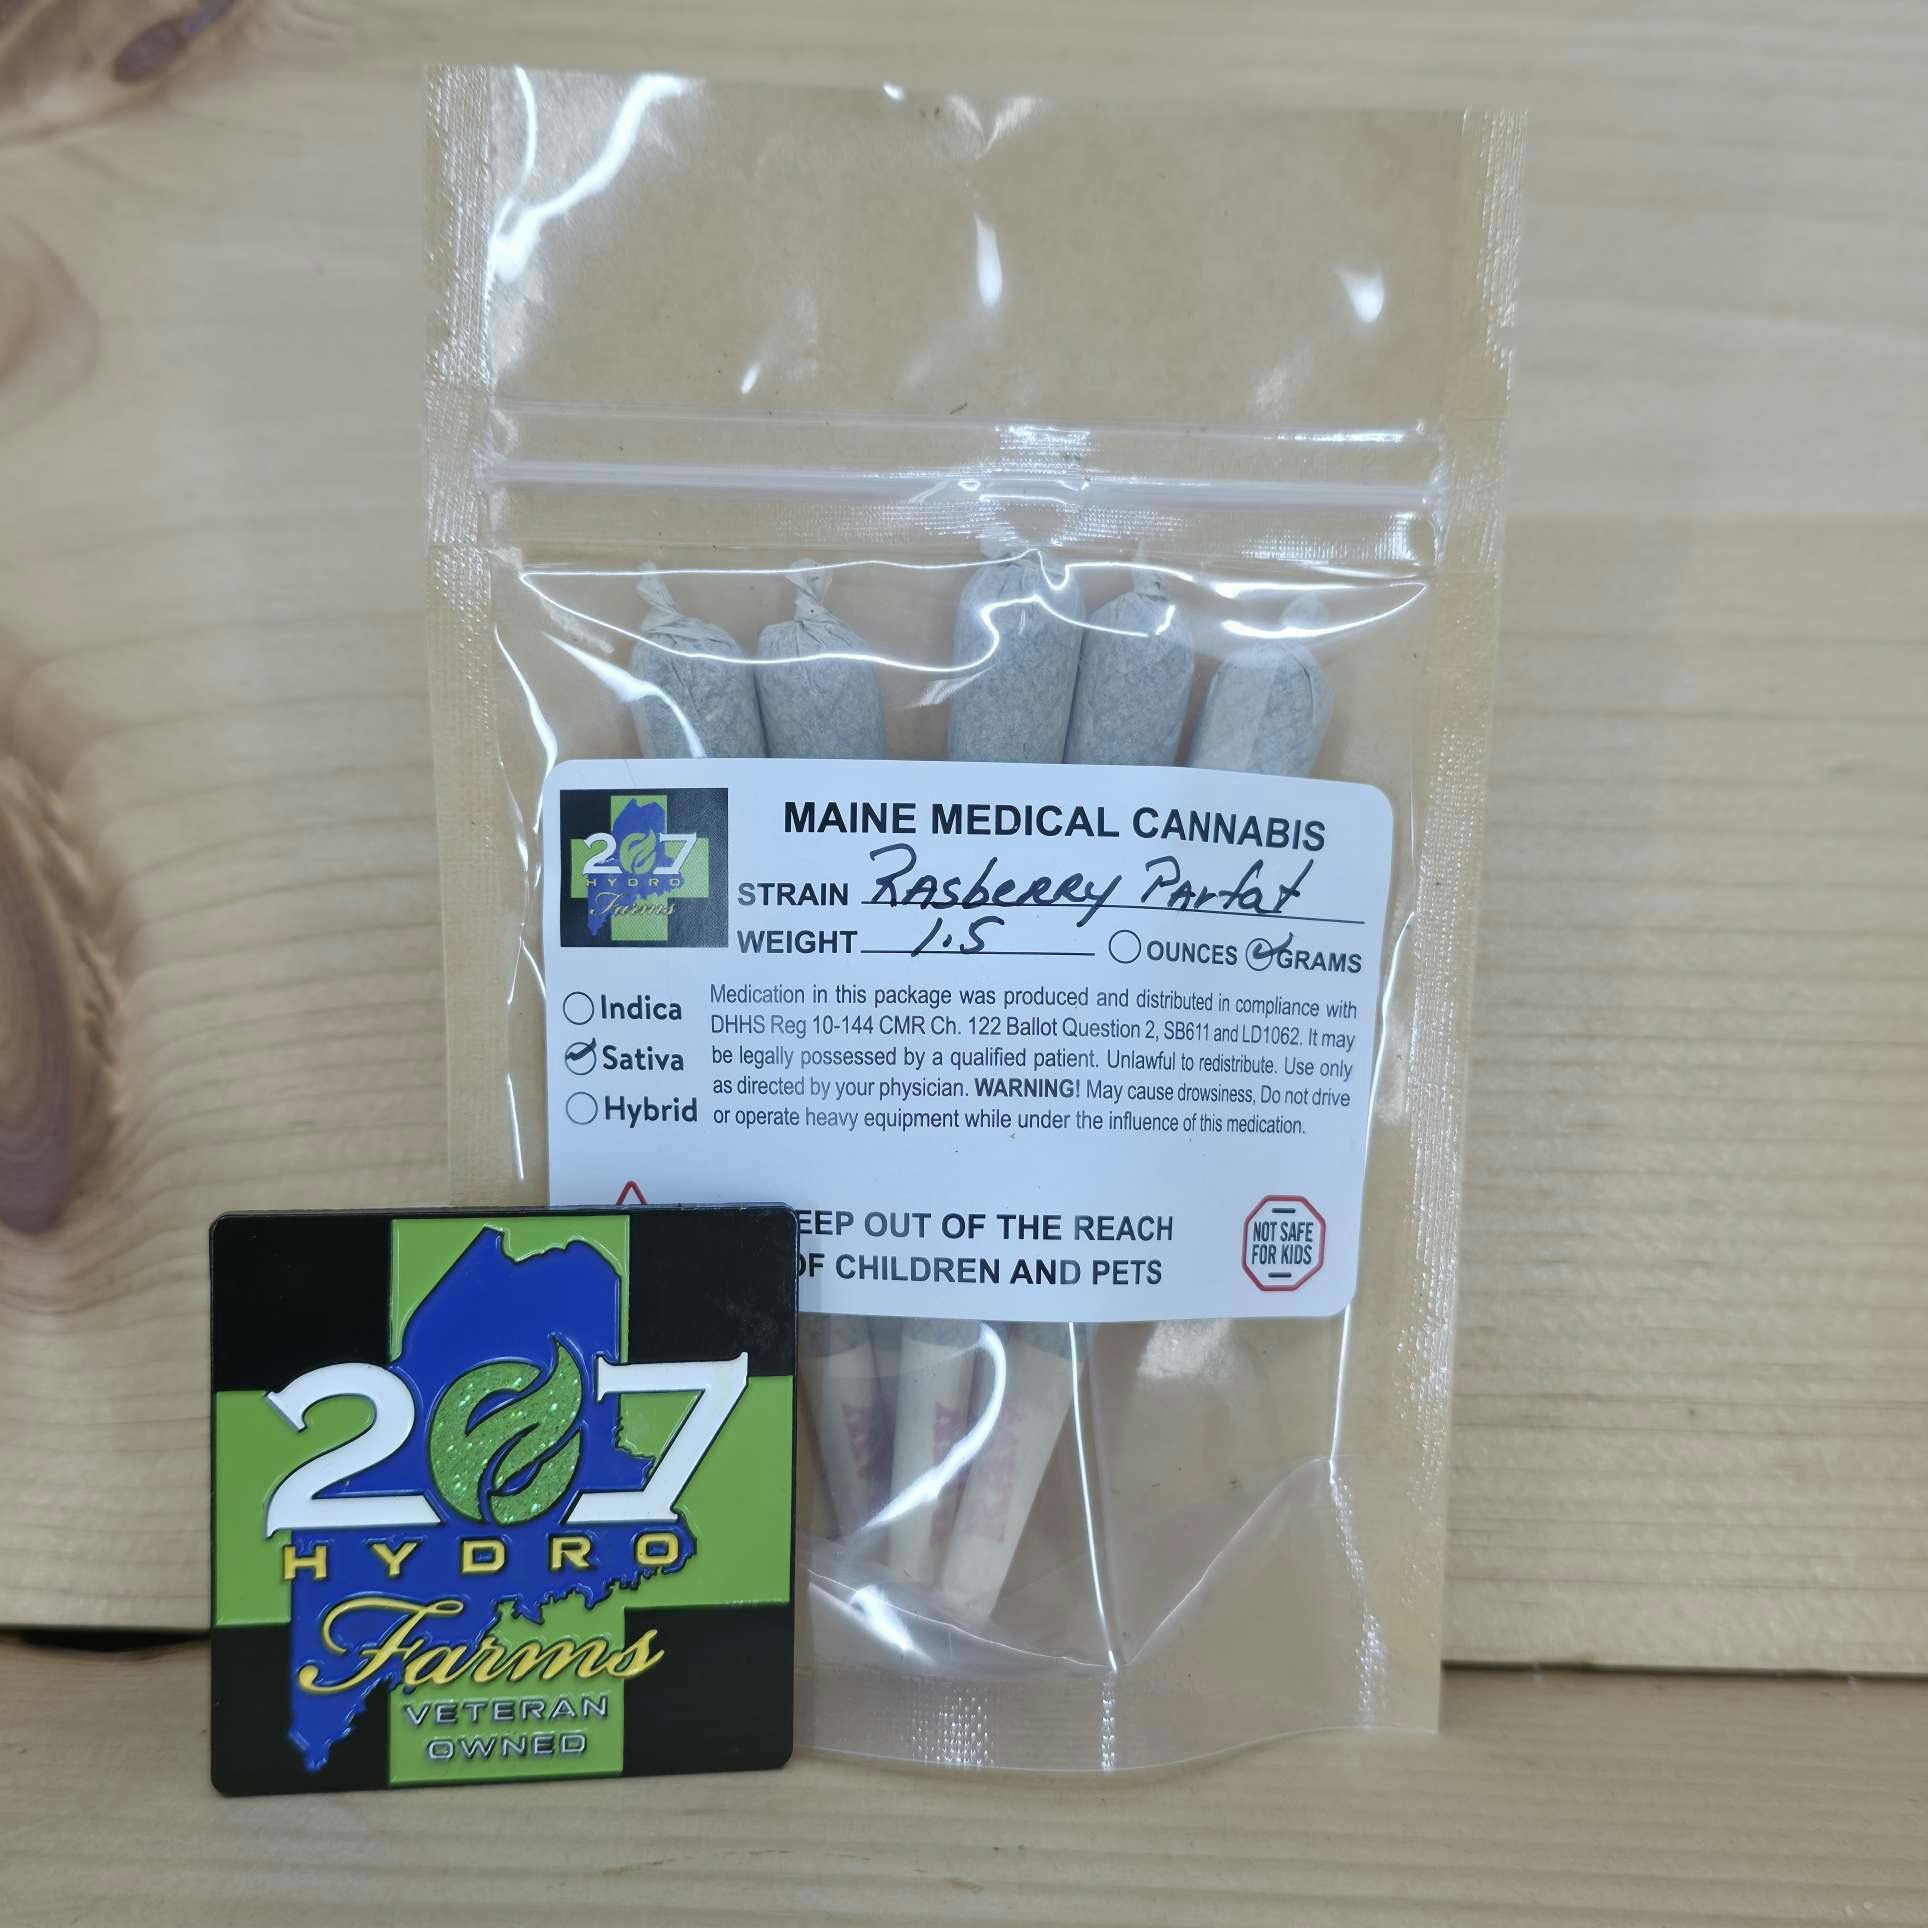 MAINE MEDICAL CANNABIS
207
HYDRO
Farms
STRAIN RAsbeRRy PArfat
WEIGHT 1.5 OUNCES GRAMS
Indica
Sativa
Hybrid
Medication in this package was produced and distributed in compliance with
DHHS Reg 10-144 CMR Ch. 122 Ballot Question 2, SB611 and LD1062. It may
be legally possessed by a qualified patient. Unlawful to redistribute. Use only
as directed by your physician. WARNING! May cause drowsiness, Do not drive
or operate heavy equipment while under the influence of this medication.
EEP OUT OF THE REACH
OF CHILDREN AND PETS
NOT SAFE
FOR KIDS
207
HYDRO
Farms
VETERAN
OWNED